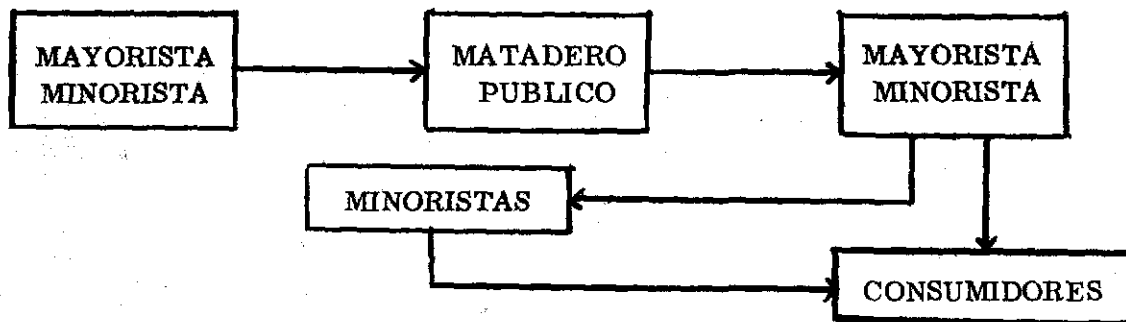 MAYORISTA
MINORISTA
MATADERO
PUBLICO
MAYORISTA
MINORISTA
MINORISTAS
CONSUMIDORES